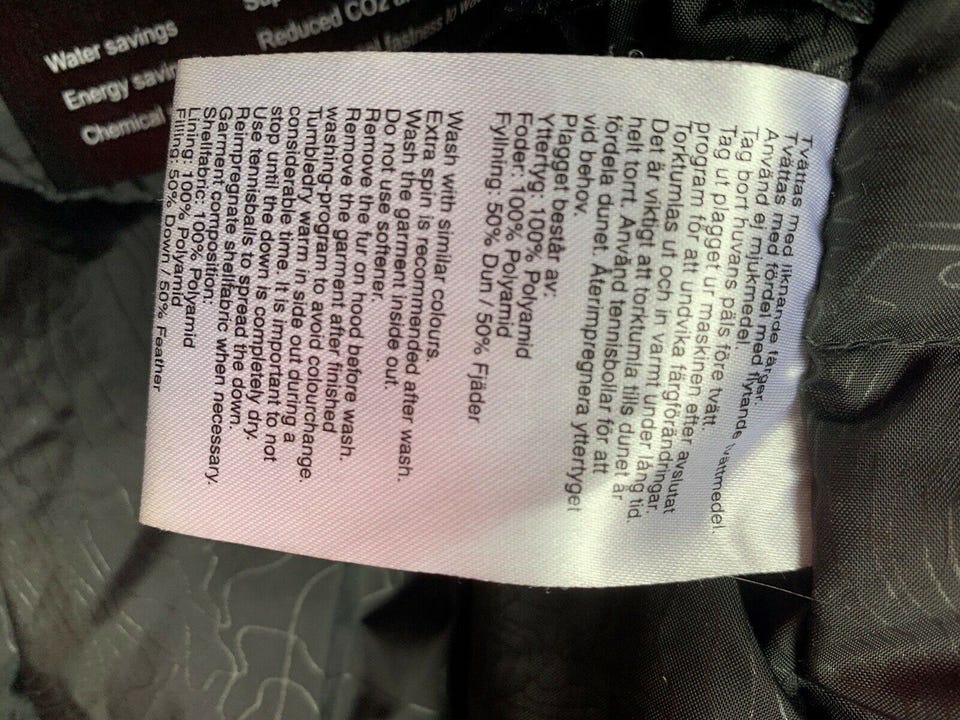 Water savings
Energy
Chemical
Reduced CO2
fastness to
Tvättas med liknande färger.
Tvättas med fördel med flytande tvättmedel.
Använd ej mjukmedel.
Tag bort huvans päls före tvätt.
Tag ut plagget ur maskinen efter avslutat
program för att undvika färgförändringar.
Torktumlas ut och in varmt under lång tid.
Det är viktigt att torktumla tills dunet är
helt torrt. Använd tennisbollar för att
fördela dunet. Återimpregnera yttertyget
vid behov.
Plagget består av:
Yttertyg: 100% Polyamid
Foder: 100% Polyamid
Fyllning: 50% Dun / 50% Fjäder
Wash with similar colours.
Extra spin is recommended after wash.
Wash the garment inside out.
Do not use softener.
Remove the fur on hood before wash.
Remove the garment after finished
washing-program to avoid colourchange.
Tumbledry warm in side out during a
considerable time. It is important to not
stop until the down is completely dry.
Use tennisballs to spread the down.
Reimpregnate shellfabric when necessary.
Garment composition:
Shellfabric: 100% Polyamid
Lining: 100% Polyamid
Filling: 50% Down / 50% Feather